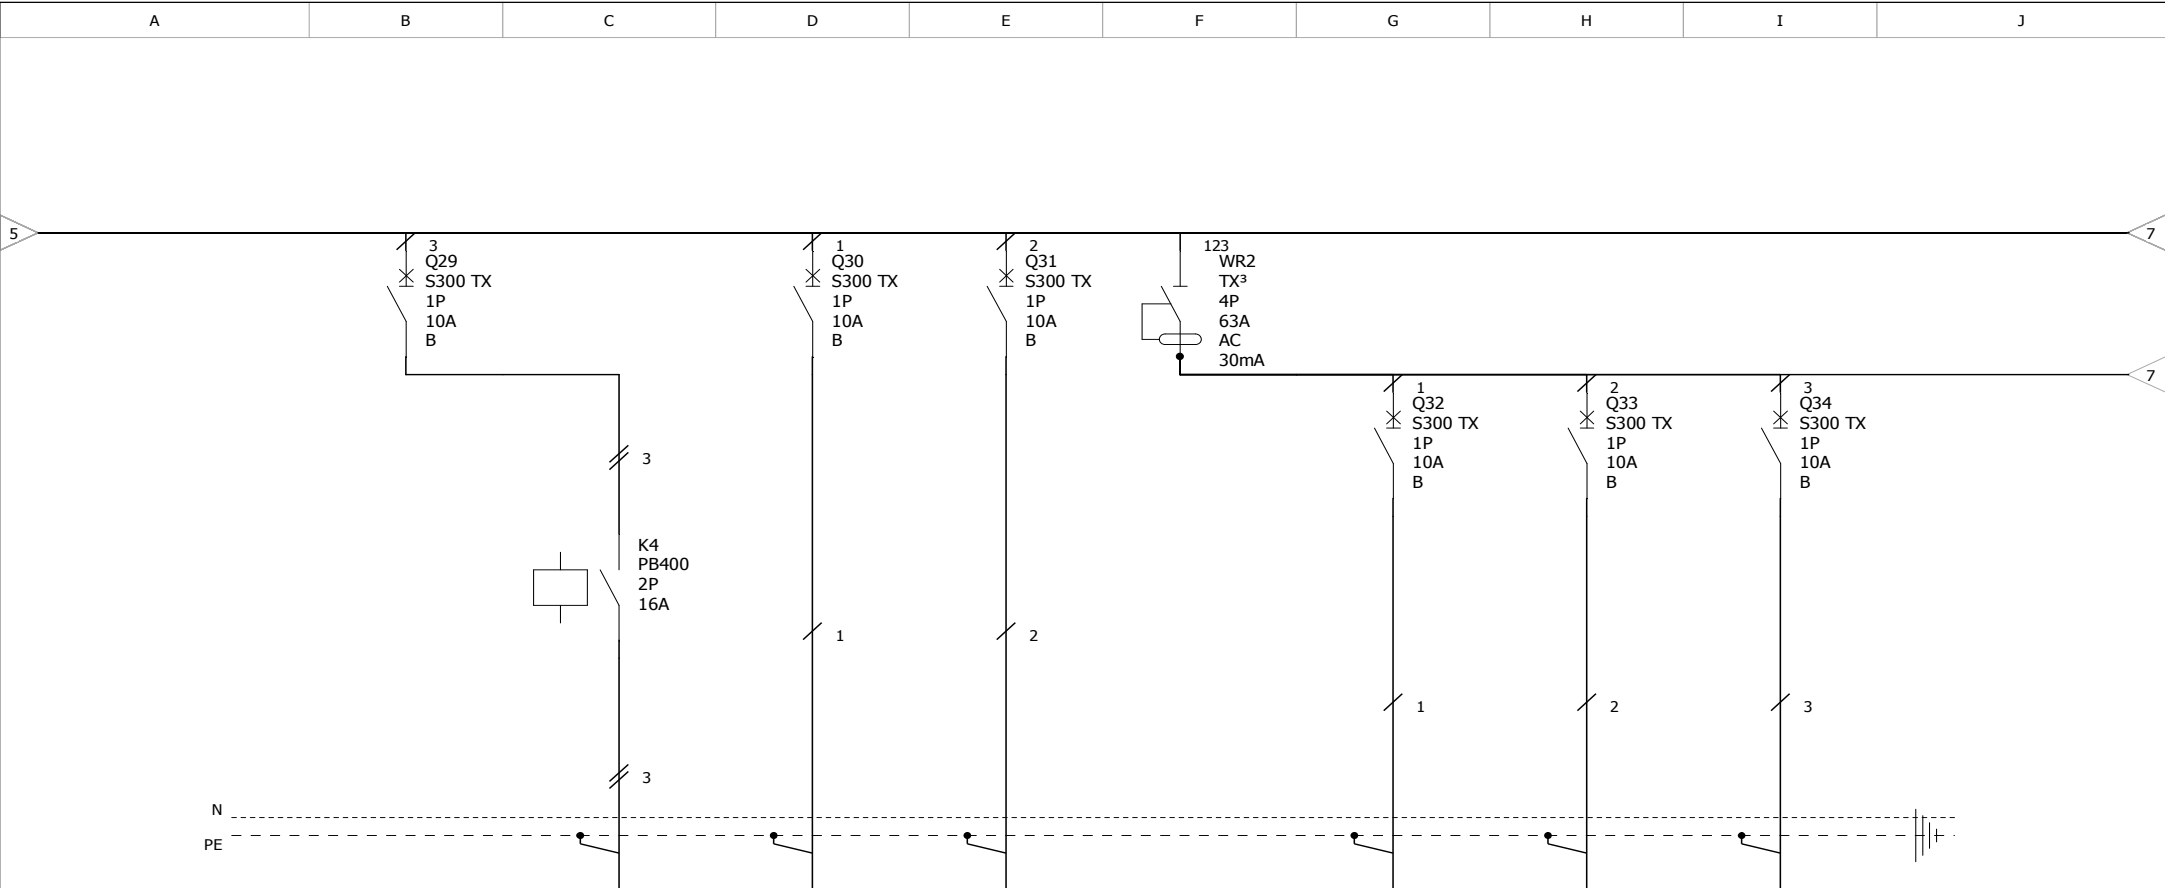 A B C D E F G H I J
5
7
3
Q29
S300 TX
1P
10A
B
1
Q30
S300 TX
1P
10A
B
2
Q31
S300 TX
1P
10A
B
123
WR2
TX³
4P
63A
AC
30mA
7
1
Q32
S300 TX
1P
10A
B
2
Q33
S300 TX
1P
10A
B
3
Q34
S300 TX
1P
10A
B
3
K4
PB400
2P
16A
1
2
1
2
3
3
N
PE